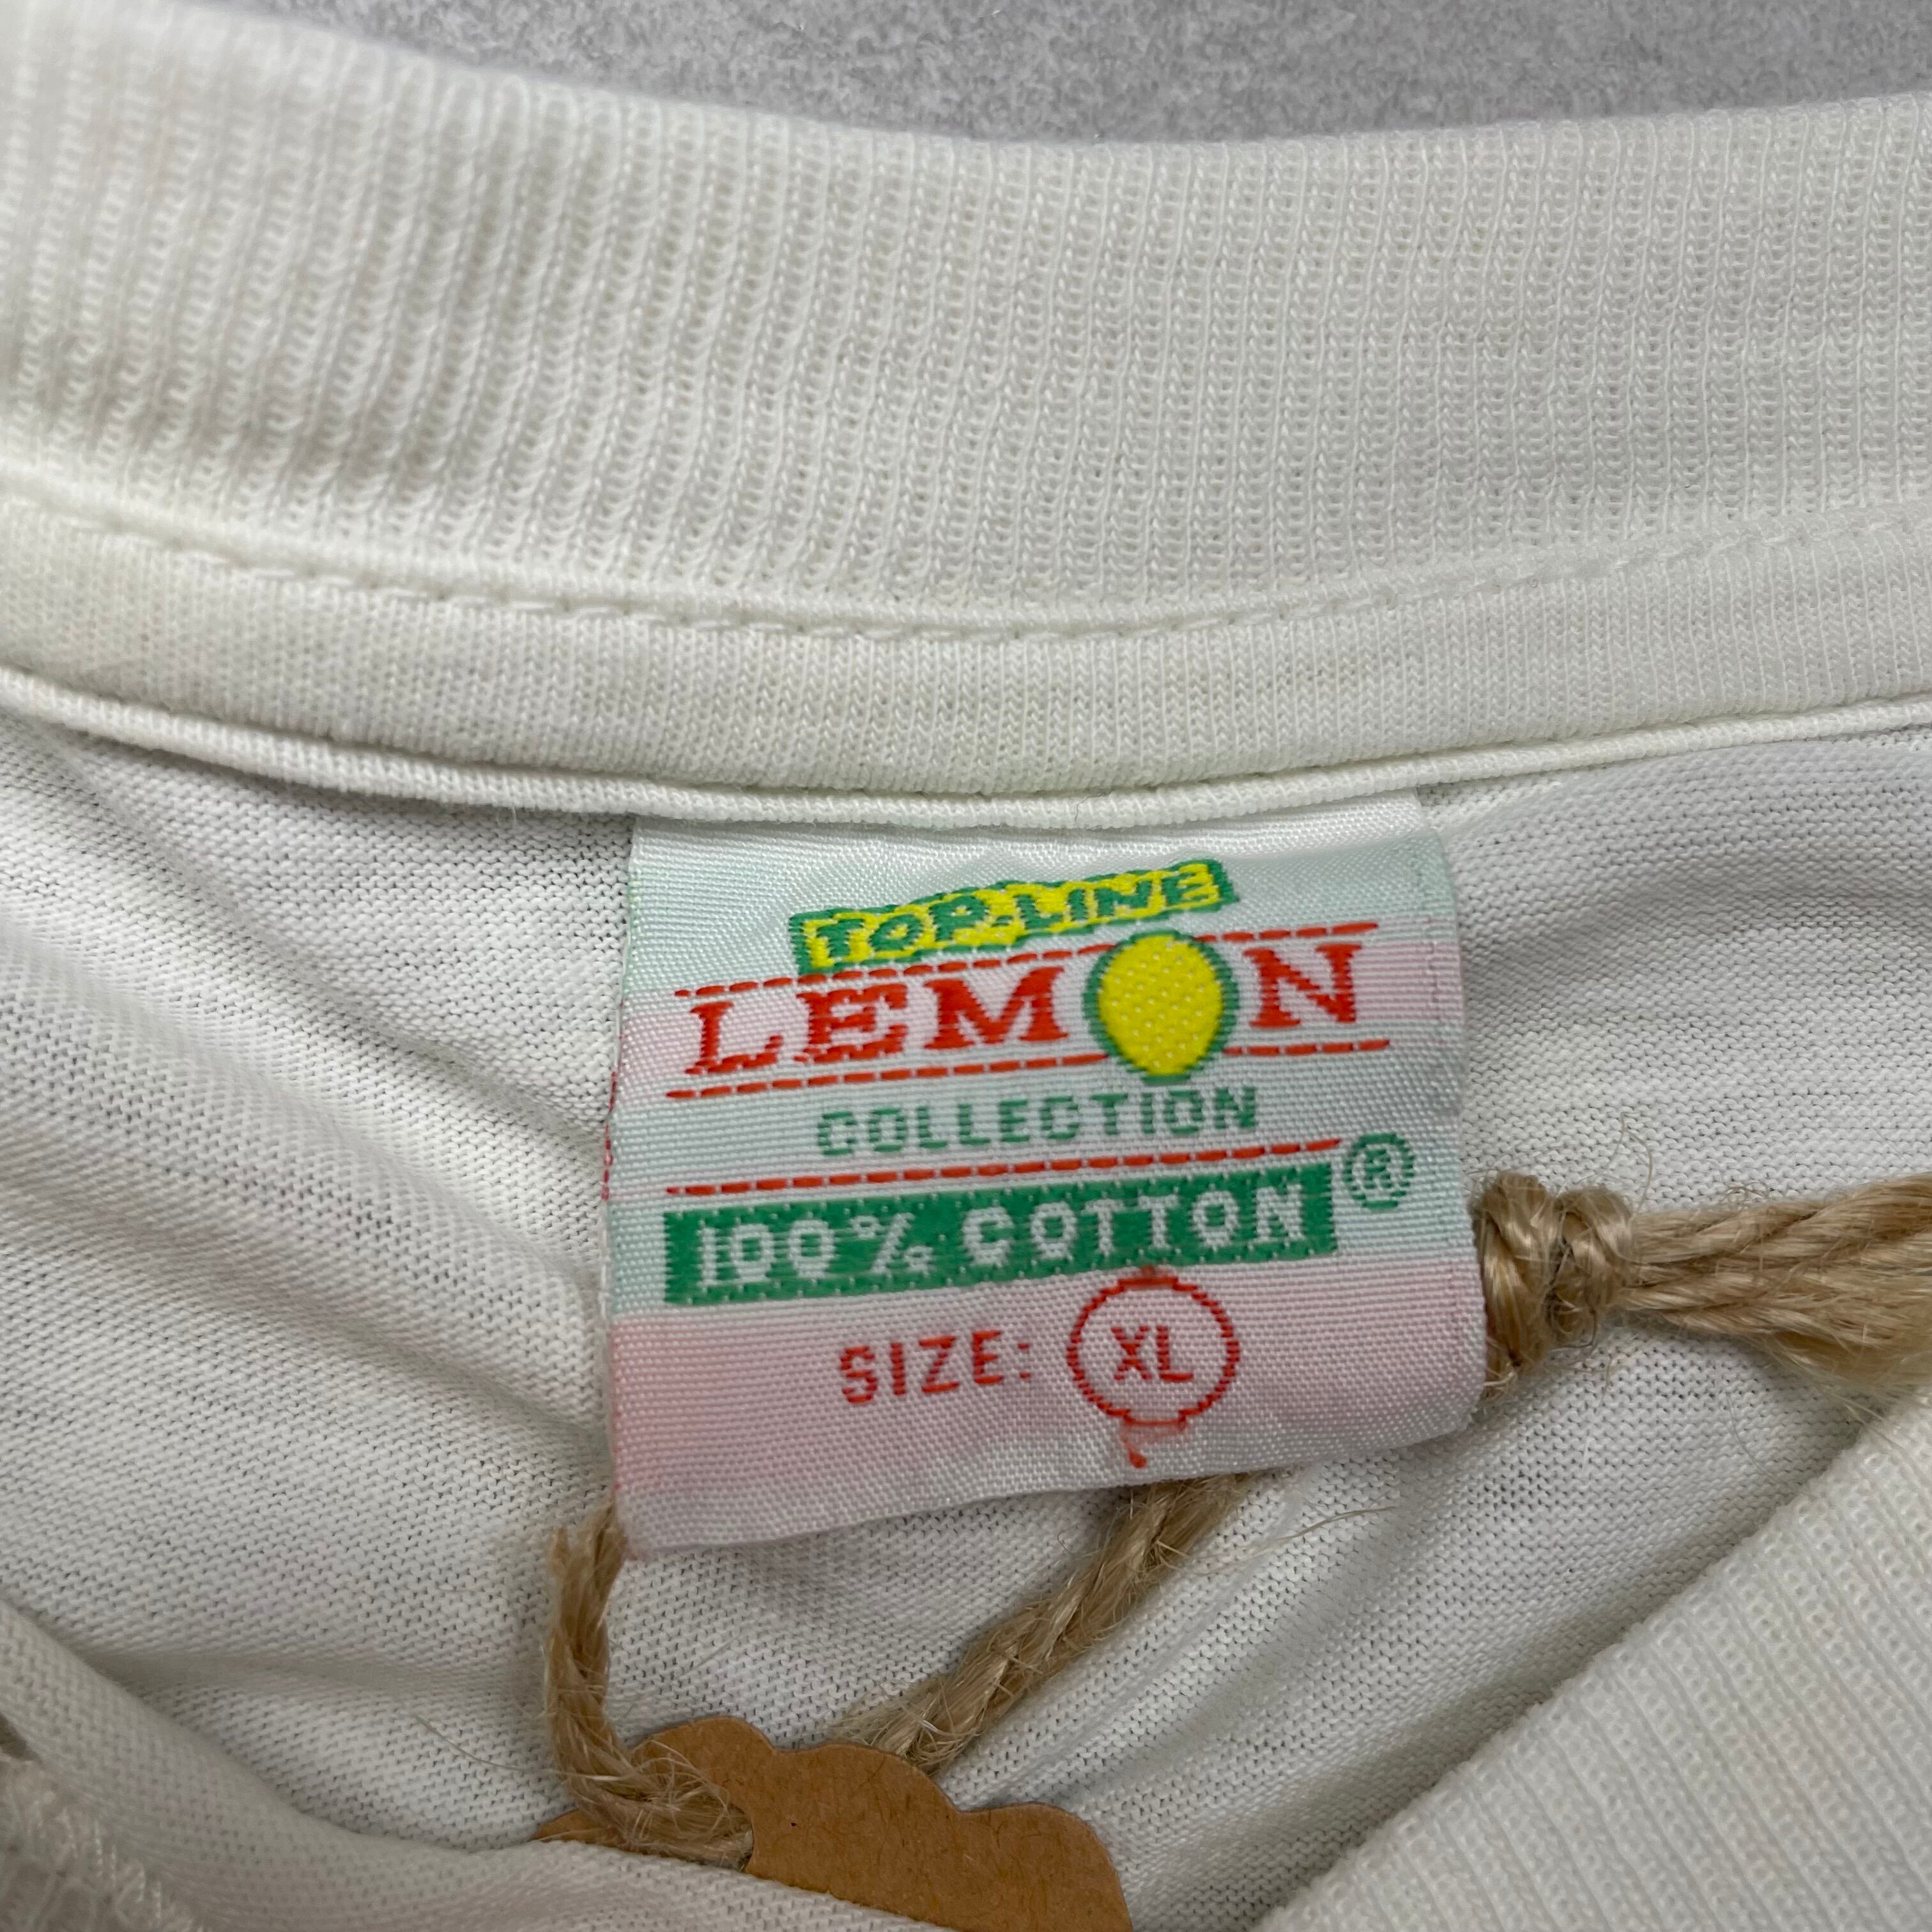 TOP-LINE
LEMON
COLLECTION
100% COTTON ®
SIZE: XL